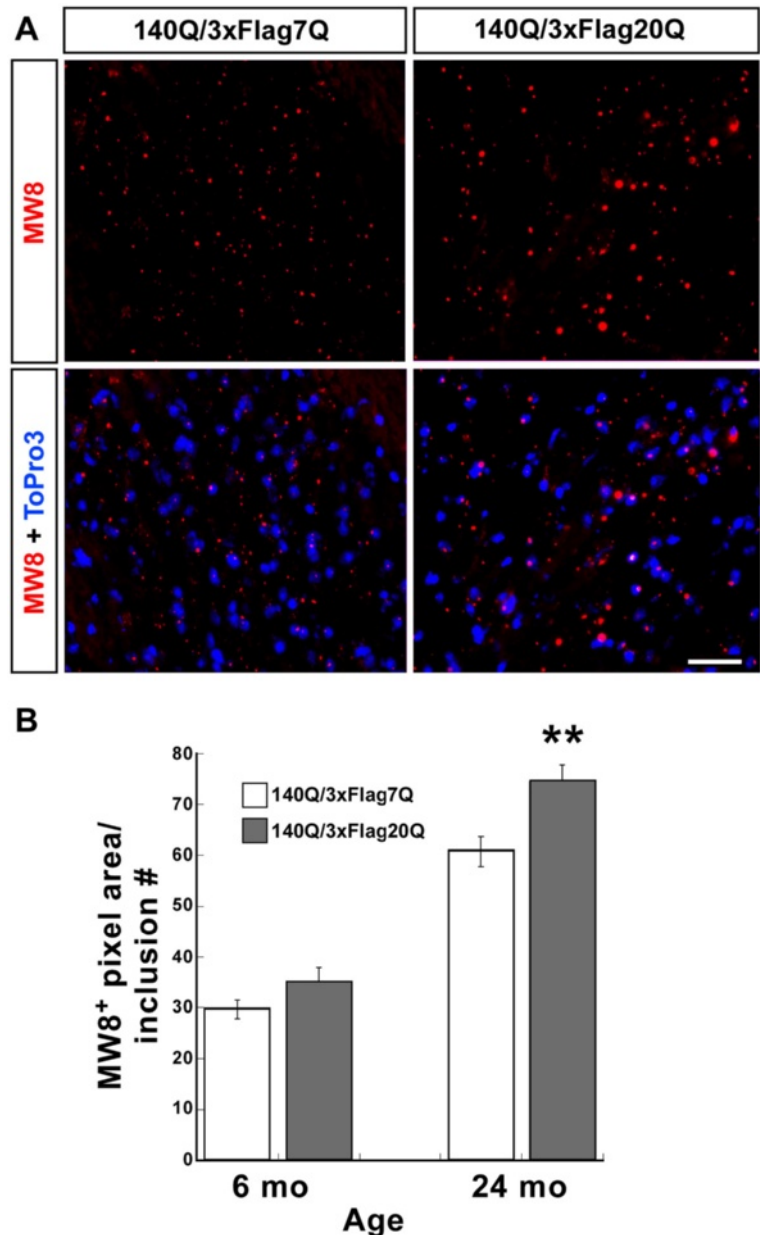 A
140Q/3xFlag7Q
140Q/3xFlag20Q
MW8
MW8 + ToPro3
B
**
80
70
60
50
40
30
20
10
0
140Q/3xFlag7Q
140Q/3xFlag20Q
MW8⁺ pixel area/
inclusion #
6 mo
24 mo
Age